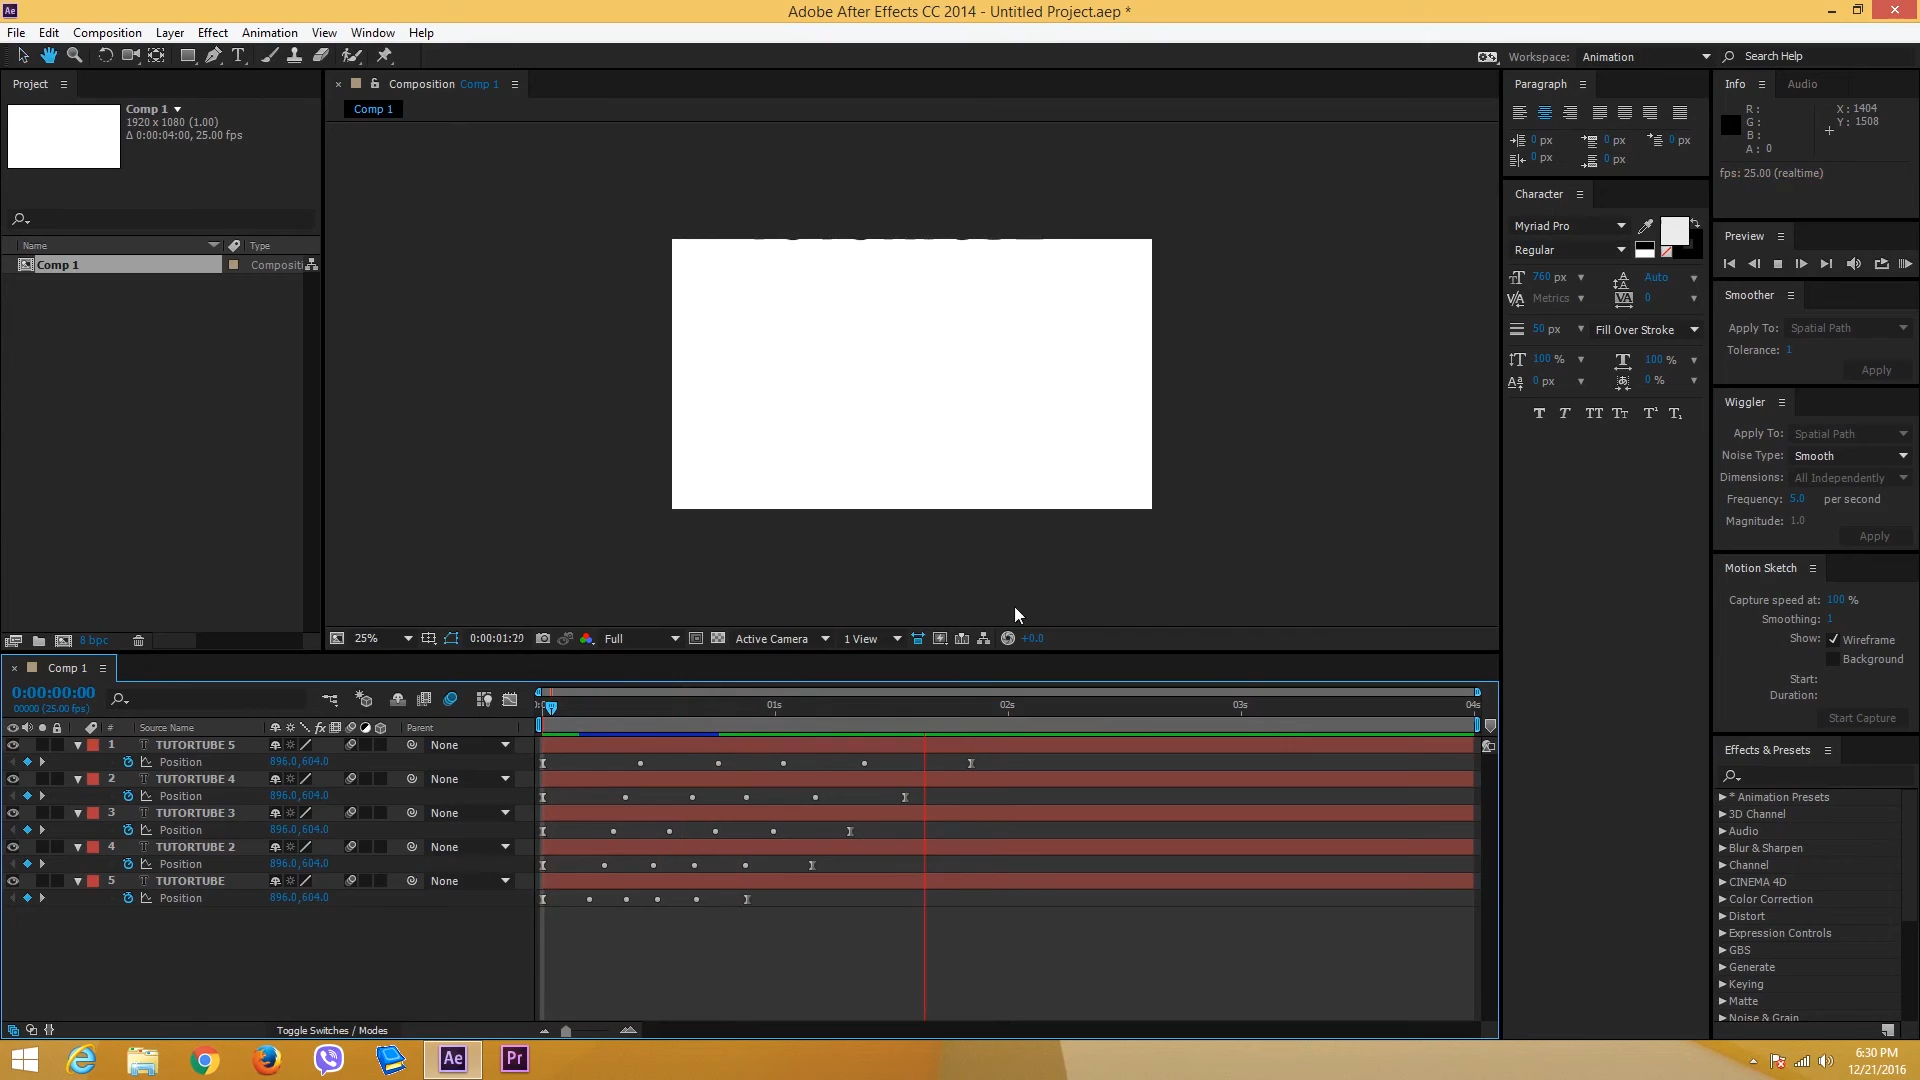 Ae
Adobe After Effects CC 2014 - Untitled Project.aep *
File Edit Composition Layer Effect Animation View Window Help
T
Workspace: Animation
Search Help
Project
Comp 1
1920 x 1080 (1.00)
Δ 0:00:04:00, 25.00 fps
Name Type
Comp 1 Compositi
8 bpc
Composition Comp 1
Comp 1
25% 0:00:01:29 Full Active Camera 1 View +0.0
Paragraph
0 px 0 px 0 px
0 px 0 px
Character
Myriad Pro
Regular
760 px Auto
Metrics 0
50 px Fill Over Stroke
100 % 100 %
0 px 0 %
T T TT Tt T¹ T₁
Info Audio
R : X : 1404
G : Y : 1508
B :
A : 0
fps: 25.00 (realtime)
Preview
Smoother
Apply To: Spatial Path
Tolerance: 1
Apply
Wiggler
Apply To: Spatial Path
Noise Type: Smooth
Dimensions: All Independently
Frequency: 5.0 per second
Magnitude: 1.0
Apply
Motion Sketch
Capture speed at: 100 %
Smoothing: 1
Show: Wireframe
Background
Start:
Duration:
Start Capture
Effects & Presets
* Animation Presets
3D Channel
Audio
Blur & Sharpen
Channel
CINEMA 4D
Color Correction
Distort
Expression Controls
GBS
Generate
Keying
Matte
Noise & Grain
Comp 1
0:00:00:00
00000 (25.00 fps)
01s 02s 03s 04s
# Source Name fx Parent
1 T TUTORTUBE 5 None
Position 896.0,604.0
2 T TUTORTUBE 4 None
Position 896.0,604.0
3 T TUTORTUBE 3 None
Position 896.0,604.0
4 T TUTORTUBE 2 None
Position 896.0,604.0
5 T TUTORTUBE None
Position 896.0,604.0
Toggle Switches / Modes
Ae Pr
6:30 PM
12/21/2016